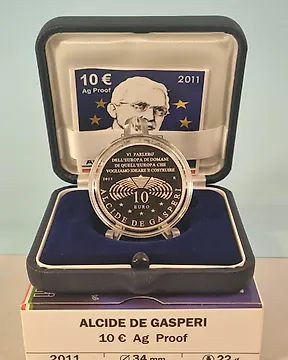 10 €
Ag Proof
2011
VI PARLERÒ
DELL'EUROPA DI DOMANI
DI QUELL'EUROPA CHE
VOGLIAMO IDEARE E COSTRUIRE
2011
10
EURO
ALCIDE DE GASPERI
ALCIDE DE GASPERI
10 € Ag Proof
2011 34 mm 22 g